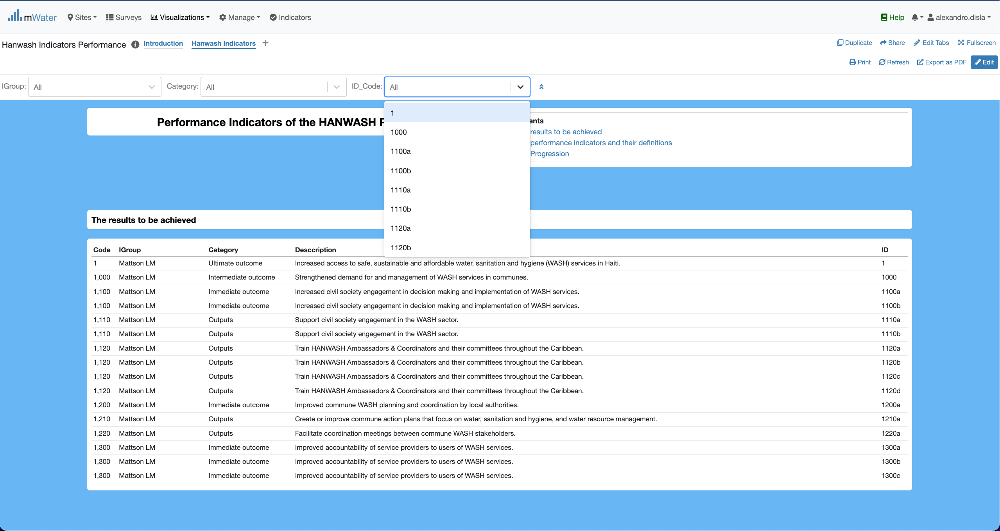 mWater Sites Surveys Visualizations Manage Indicators Help alexandro.disla
Hanwash Indicators Performance Introduction Hanwash Indicators + Duplicate Share Edit Tabs Fullscreen
Print Refresh Export as PDF Edit
IGroup: All Category: All ID_Code: All
1
1000
1100a
1100b
1110a
1110b
1120a
1120b
Performance Indicators of the HANWASH
ents
results to be achieved
performance indicators and their definitions
Progression
The results to be achieved
Code IGroup Category Desccription ID
1 Mattson LM Ultimate outcome Increased access to safe, sustainable and affordable water, sanitation and hygiene (WASH) services in Haiti. 1
1,000 Mattson LM Intermediate outcome Strengthened demand for and management of WASH services in communes. 1000
1,100 Mattson LM Immediate outcome Increased civil society engagement in decision making and implementation of WASH services. 1100a
1,100 Mattson LM Immediate outcome Increased civil society engagement in decision making and implementation of WASH services. 1100b
1,110 Mattson LM Outputs Support civil society engagement in the WASH sector. 1110a
1,110 Mattson LM Outputs Support civil society engagement in the WASH sector. 1110b
1,120 Mattson LM Outputs Train HANWASH Ambassadors & Coordinators and their committees throughout the Caribbean. 1120a
1,120 Mattson LM Outputs Train HANWASH Ambassadors & Coordinators and their committees throughout the Caribbean. 1120b
1,120 Mattson LM Outputs Train HANWASH Ambassadors & Coordinators and their committees throughout the Caribbean. 1120c
1,120 Mattson LM Outputs Train HANWASH Ambassadors & Coordinators and their committees throughout the Caribbean. 1120d
1,200 Mattson LM Immediate outcome Improved commune WASH planning and coordination by local authorities. 1200a
1,210 Mattson LM Outputs Create or improve commune action plans that focus on water, sanitation and hygiene, and water resource management. 1210a
1,220 Mattson LM Outputs Facilitate coordination meetings between commune WASH stakeholders. 1220a
1,300 Mattson LM Immediate outcome Improved accountability of service providers to users of WASH services. 1300a
1,300 Mattson LM Immediate outcome Improved accountability of service providers to users of WASH services. 1300b
1,300 Mattson LM Immediate outcome Improved accountability of service providers to users of WASH services. 1300c